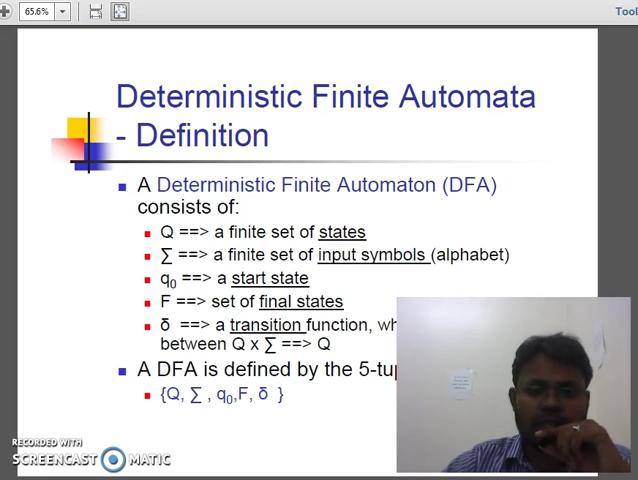 65.6%
Tool
Deterministic Finite Automata
- Definition
A Deterministic Finite Automaton (DFA)
consists of:
Q ==> a finite set of states
∑ ==> a finite set of input symbols (alphabet)
q0 ==> a start state
F ==> set of final states
δ ==> a transition function, wh
between Q x ∑ ==> Q
A DFA is defined by the 5-tup
{Q, ∑ , q0,F, δ }
RECORDED WITH
SCREENCAST MATIC